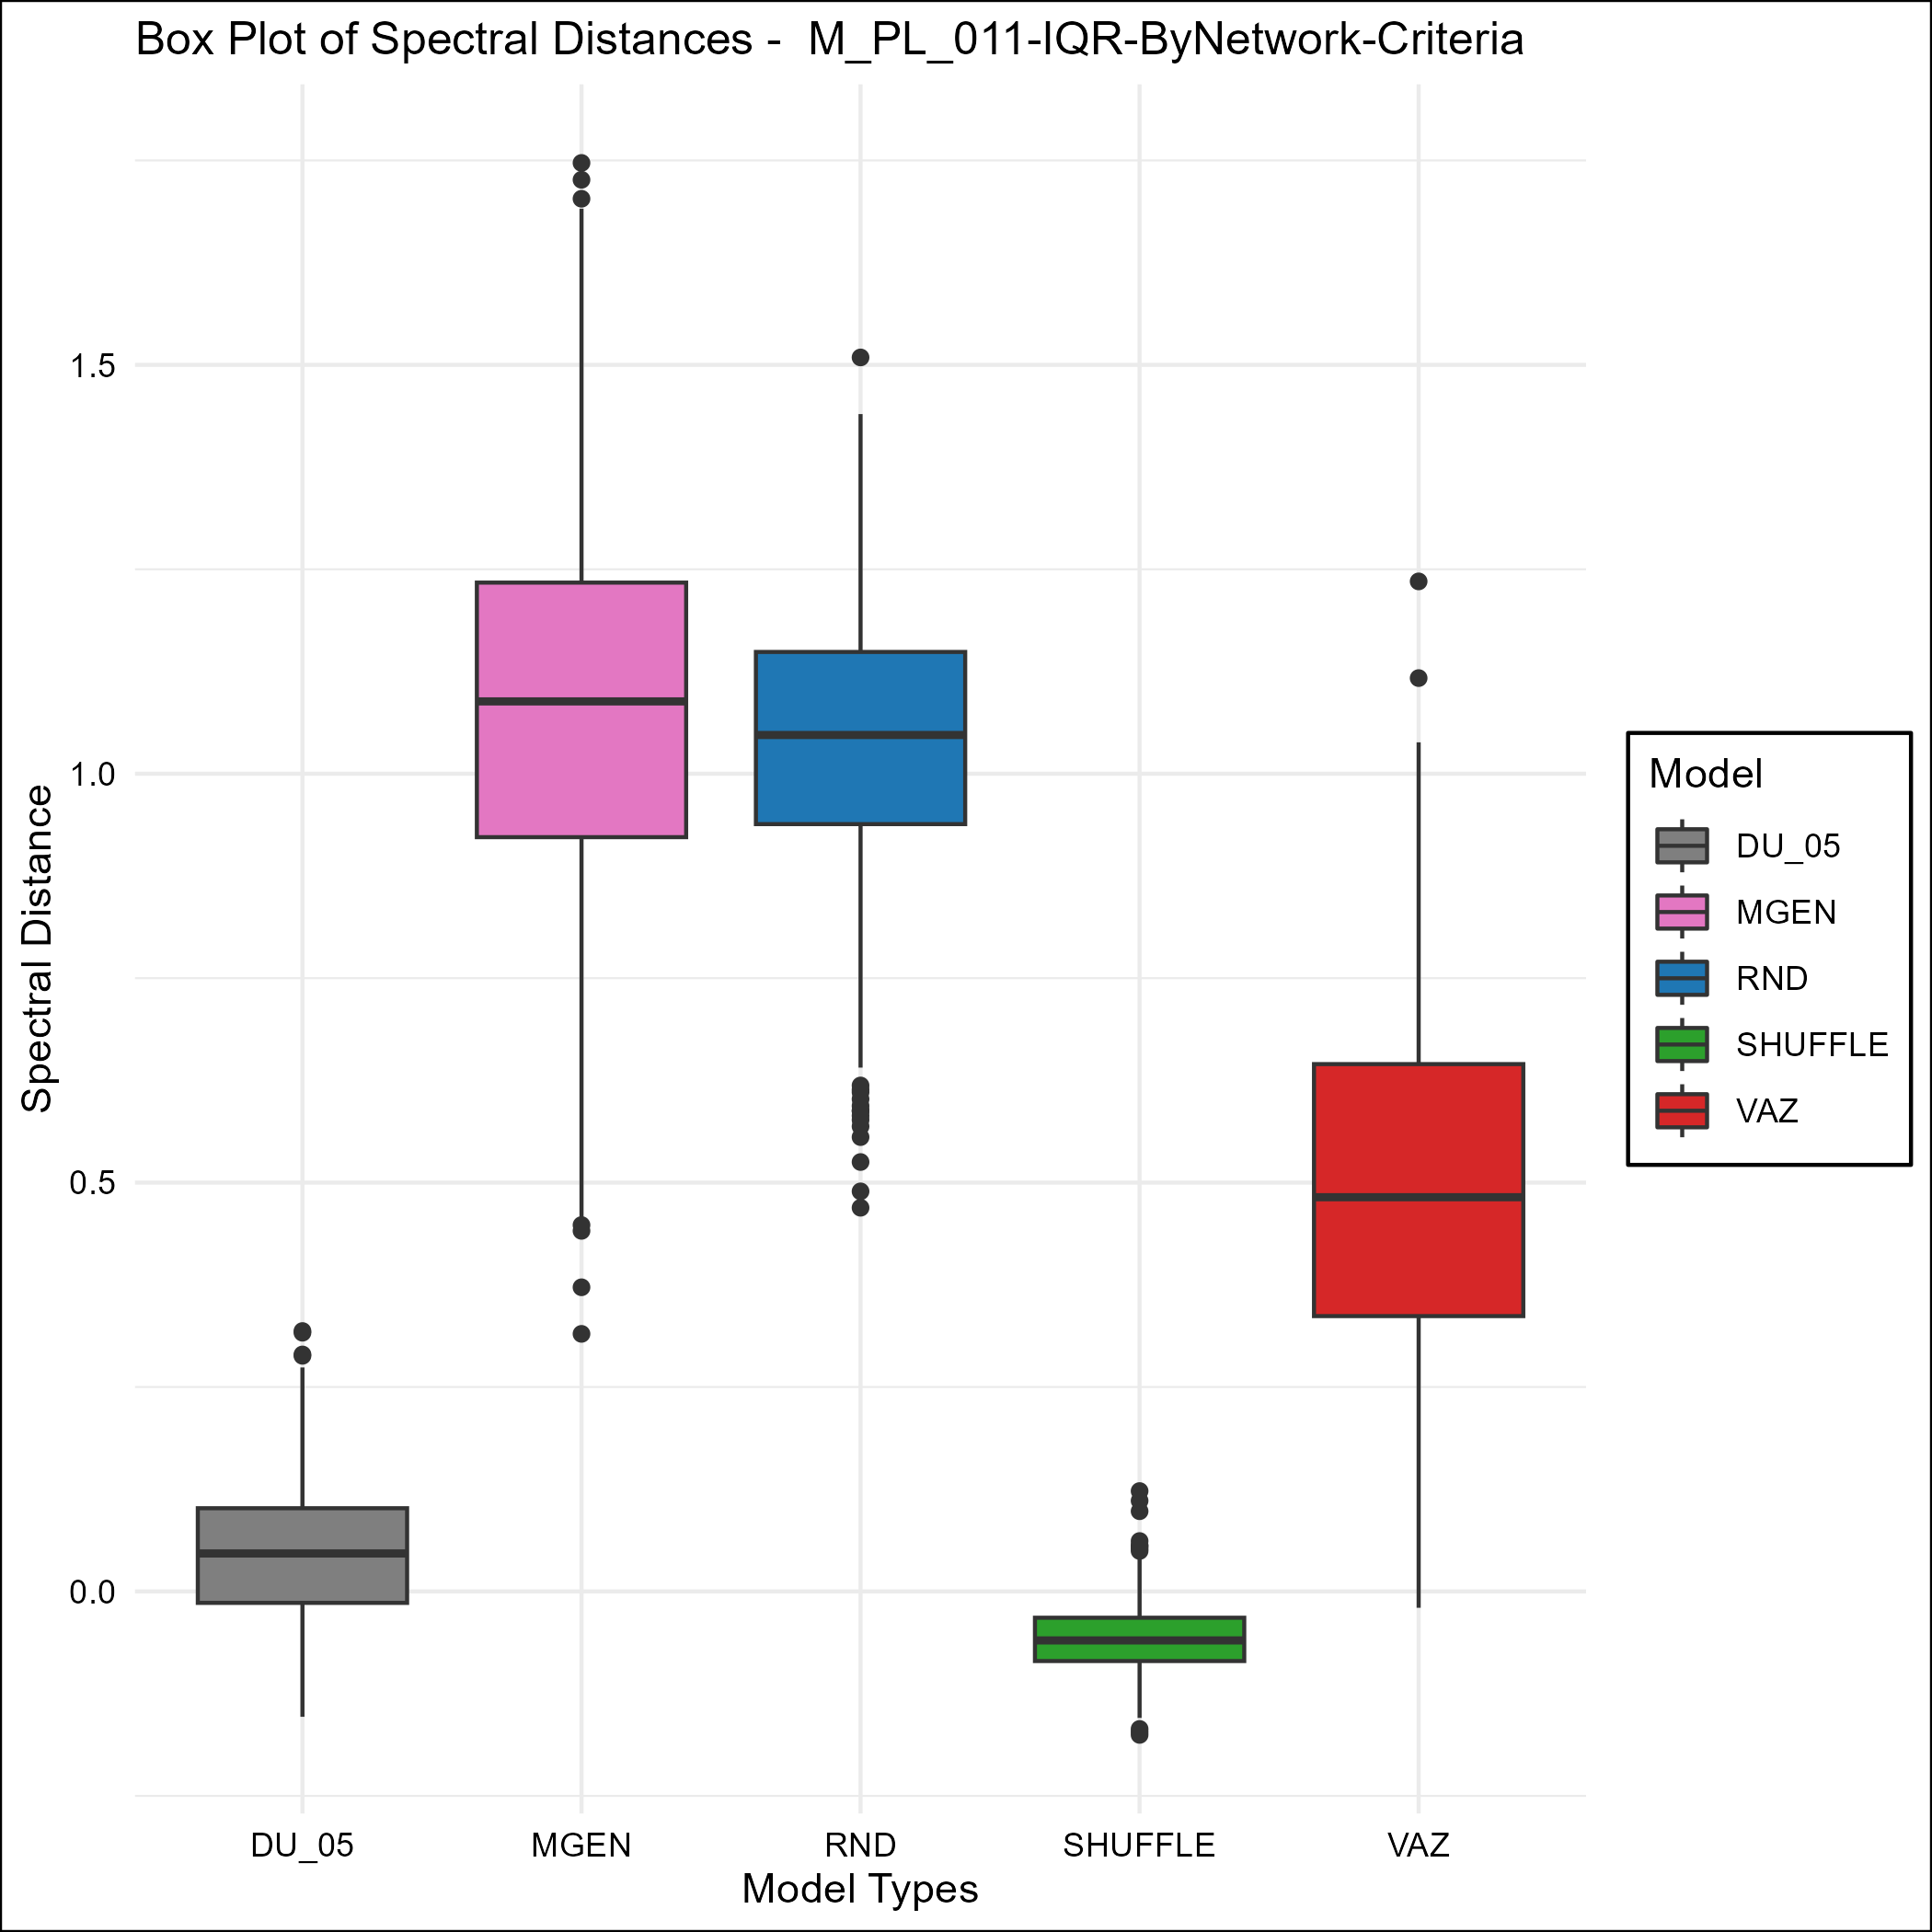 Box Plot of Spectral Distances -  M_PL_011-IQR-ByNetwork-Criteria
Spectral Distance
1.5
1.0
0.5
0.0
DU_05
MGEN
RND
SHUFFLE
VAZ
Model Types
Model
DU_05
MGEN
RND
SHUFFLE
VAZ